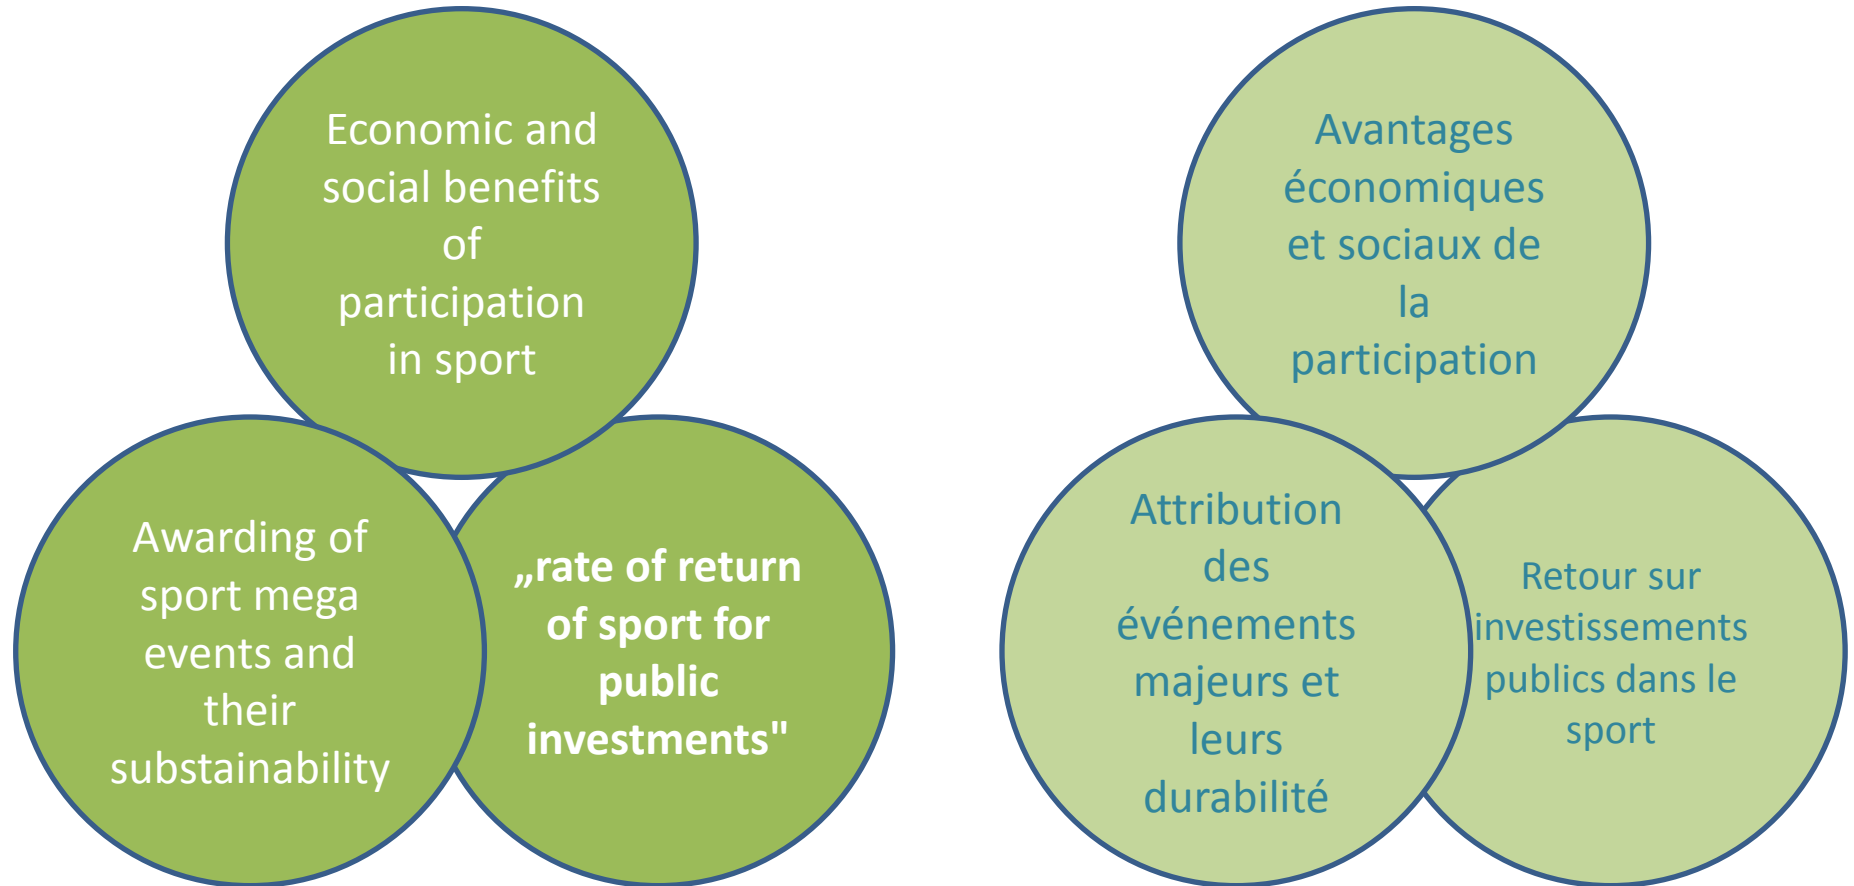 Economic and
social benefits
of
participation
in sport
Awarding of
sport mega
events and
their
substainability
„rate of return
of sport for
public
investments"
Avantages
économiques
et sociaux de
la
participation
Attribution
des
événements
majeurs et
leurs
durabilité
Retour sur
investissements
publics dans le
sport